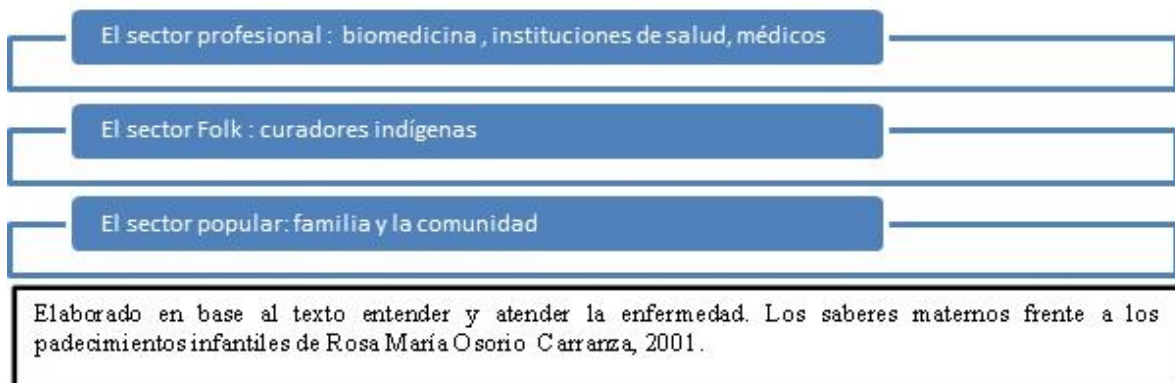 El sector profesional : biomedicina , instituciones de salud, médicos
El sector Folk : curadores indígenas
El sector popular: familia y la comunidad
Elaborado en base al texto entender y atender la enfermedad. Los saberes maternos frente a los
padecimientos infantiles de Rosa María Osorio Carranza, 2001.